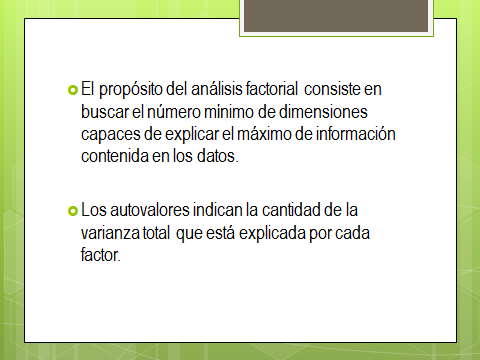 El propósito del análisis factorial consiste en
buscar el número mínimo de dimensiones
capaces de explicar el máximo de información
contenida en los datos.
Los autovalores indican la cantidad de la
varianza total que está explicada por cada
factor.